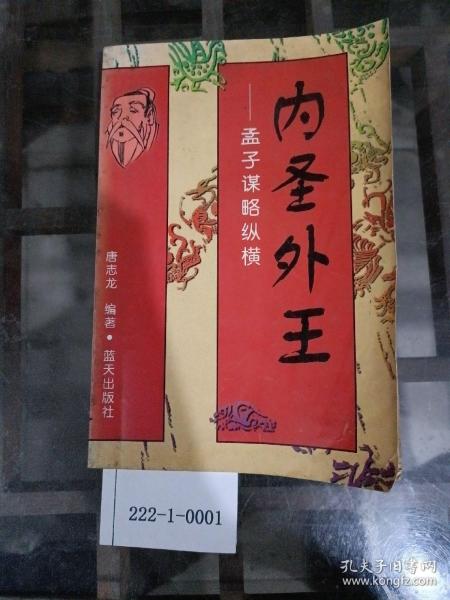 内圣外王
——孟子谋略纵横
唐志龙 编著·蓝天出版社
222-1-0001
孔夫子旧书网
www.kongfz.com